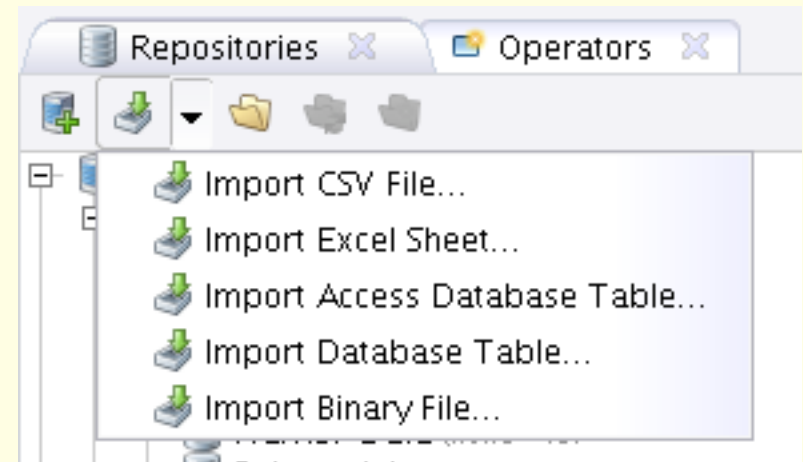 Repositories
Operators
Import CSV File...
Import Excel Sheet...
Import Access Database Table...
Import Database Table...
Import Binary File...